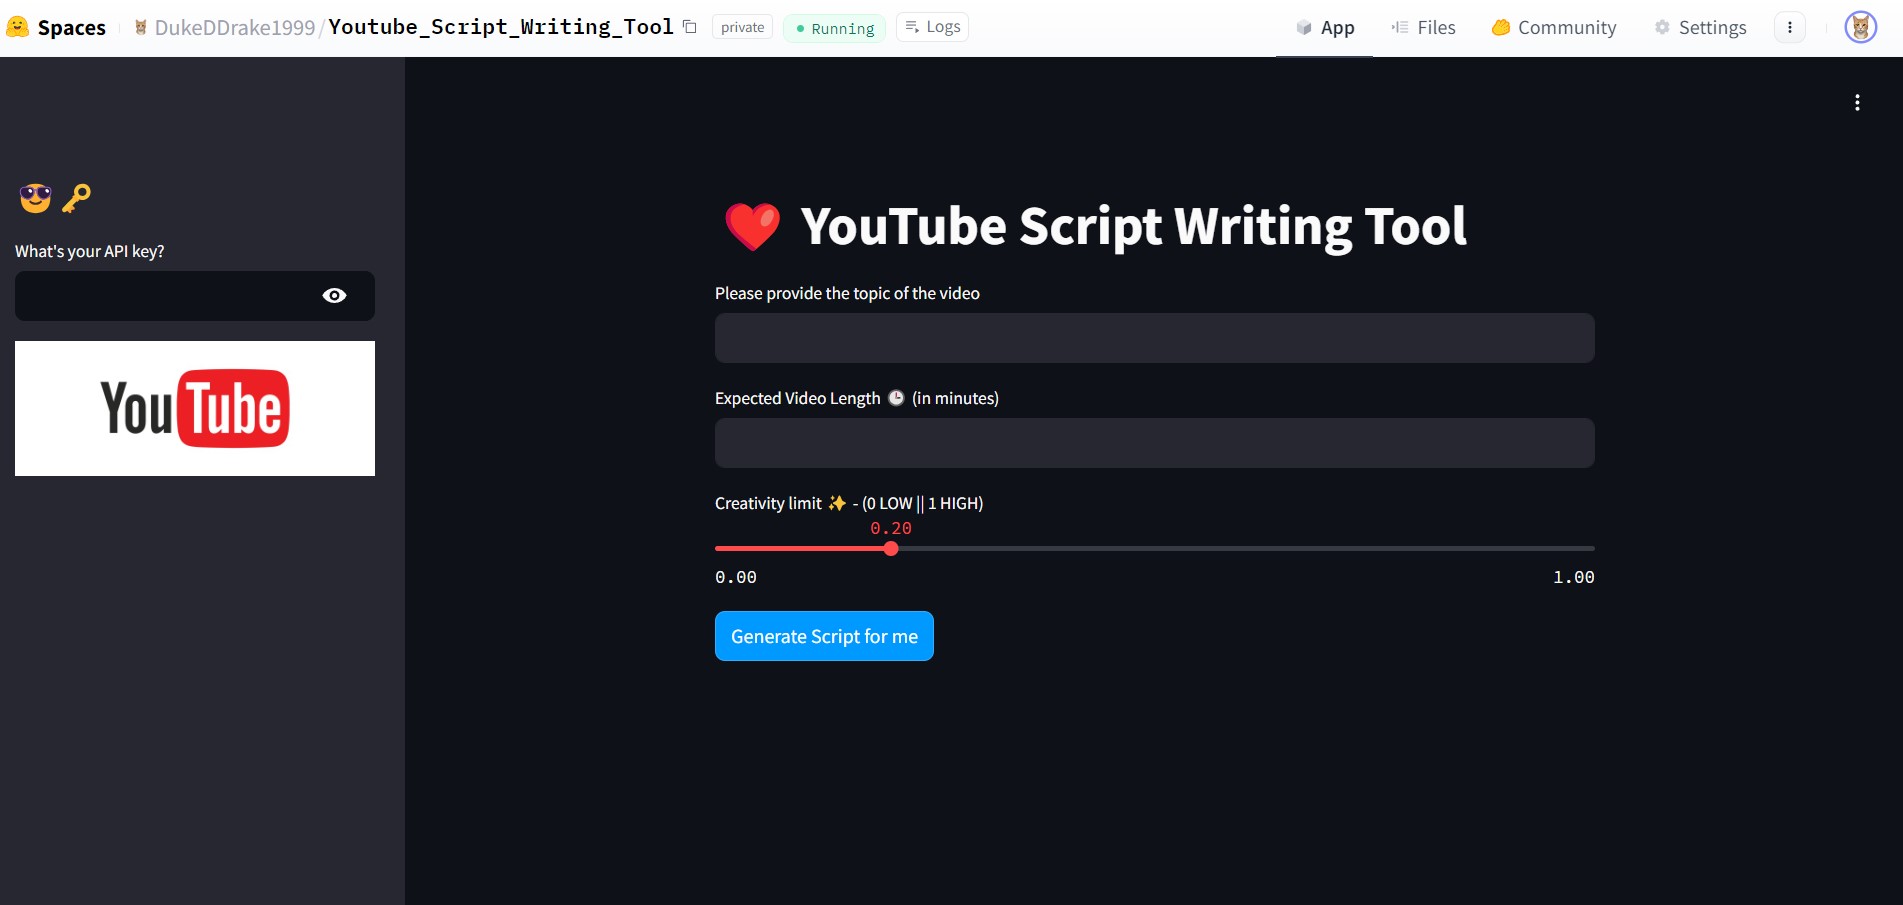 Spaces DukeDDrake1999/Youtube_Script_Writing_Tool private Running Logs App Files Community Settings
What's your API key?
YouTube
❤️ YouTube Script Writing Tool
Please provide the topic of the video
Expected Video Length 🕒 (in minutes)
Creativity limit ✨ - (0 LOW || 1 HIGH)
0.20
0.00 1.00
Generate Script for me